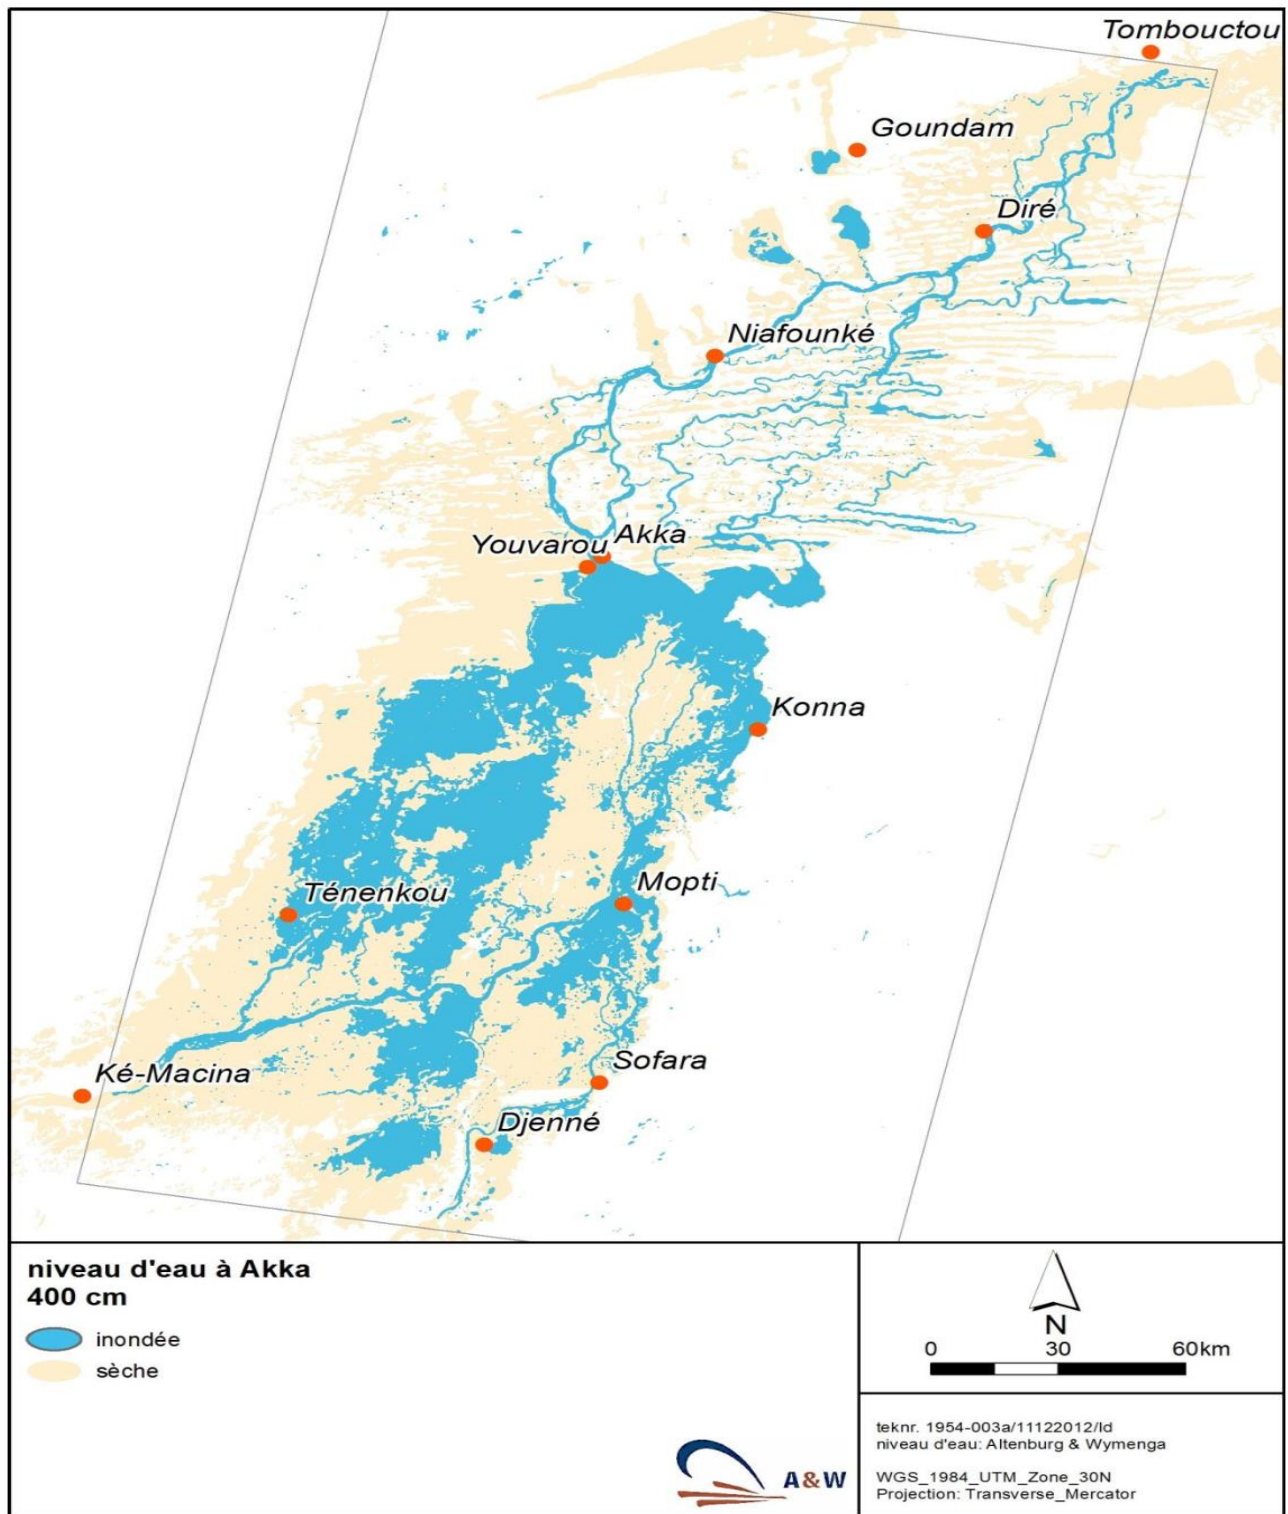 Tombouctou
Goundam
Diré
Niafounké
Akka
Youvarou
Konna
Ténenkou
Mopti
Ké-Macina
Sofara
Djenné
niveau d'eau à Akka
400 cm
inondée
sèche
N
0 30 60km
A&W
teknr. 1954-003a/11122012/ld
niveau d'eau: Altenburg & Wymenga
WGS_1984_UTM_Zone_30N
Projection: Transverse_Mercator